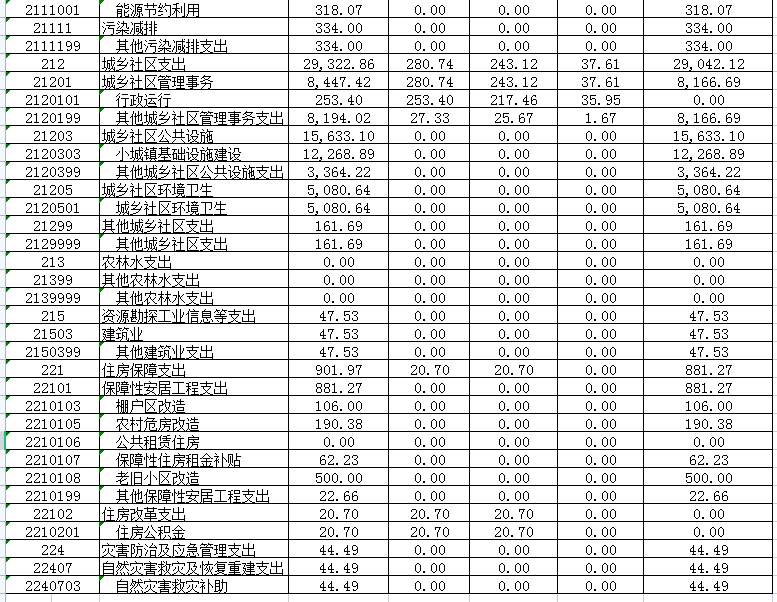 2111001 能源节约利用 318.07 0.00 0.00 0.00 318.07
21111 污染减排 334.00 0.00 0.00 0.00 334.00
2111199 其他污染减排支出 334.00 0.00 0.00 0.00 334.00
212 城乡社区支出 29,322.86 280.74 243.12 37.61 29,042.12
21201 城乡社区管理事务 8,447.42 280.74 243.12 37.61 8,166.69
2120101 行政运行 253.40 253.40 217.46 35.95 0.00
2120199 其他城乡社区管理事务支出 8,194.02 27.33 25.67 1.67 8,166.69
21203 城乡社区公共设施 15,633.10 0.00 0.00 0.00 15,633.10
2120303 小城镇基础设施建设 12,268.89 0.00 0.00 0.00 12,268.89
2120399 其他城乡社区公共设施支出 3,364.22 0.00 0.00 0.00 3,364.22
21205 城乡社区环境卫生 5,080.64 0.00 0.00 0.00 5,080.64
2120501 城乡社区环境卫生 5,080.64 0.00 0.00 0.00 5,080.64
21299 其他城乡社区支出 161.69 0.00 0.00 0.00 161.69
2129999 其他城乡社区支出 161.69 0.00 0.00 0.00 161.69
213 农林水支出 0.00 0.00 0.00 0.00 0.00
21399 其他农林水支出 0.00 0.00 0.00 0.00 0.00
2139999 其他农林水支出 0.00 0.00 0.00 0.00 0.00
215 资源勘探工业信息等支出 47.53 0.00 0.00 0.00 47.53
21503 建筑业 47.53 0.00 0.00 0.00 47.53
2150399 其他建筑业支出 47.53 0.00 0.00 0.00 47.53
221 住房保障支出 901.97 20.70 20.70 0.00 881.27
22101 保障性安居工程支出 881.27 0.00 0.00 0.00 881.27
2210103 棚户区改造 106.00 0.00 0.00 0.00 106.00
2210105 农村危房改造 190.38 0.00 0.00 0.00 190.38
2210106 公共租赁住房 0.00 0.00 0.00 0.00 0.00
2210107 保障性住房租金补贴 62.23 0.00 0.00 0.00 62.23
2210108 老旧小区改造 500.00 0.00 0.00 0.00 500.00
2210199 其他保障性安居工程支出 22.66 0.00 0.00 0.00 22.66
22102 住房改革支出 20.70 20.70 20.70 0.00 0.00
2210201 住房公积金 20.70 20.70 20.70 0.00 0.00
224 灾害防治及应急管理支出 44.49 0.00 0.00 0.00 44.49
22407 自然灾害救灾及恢复重建支出 44.49 0.00 0.00 0.00 44.49
2240703 自然灾害救灾补助 44.49 0.00 0.00 0.00 44.49